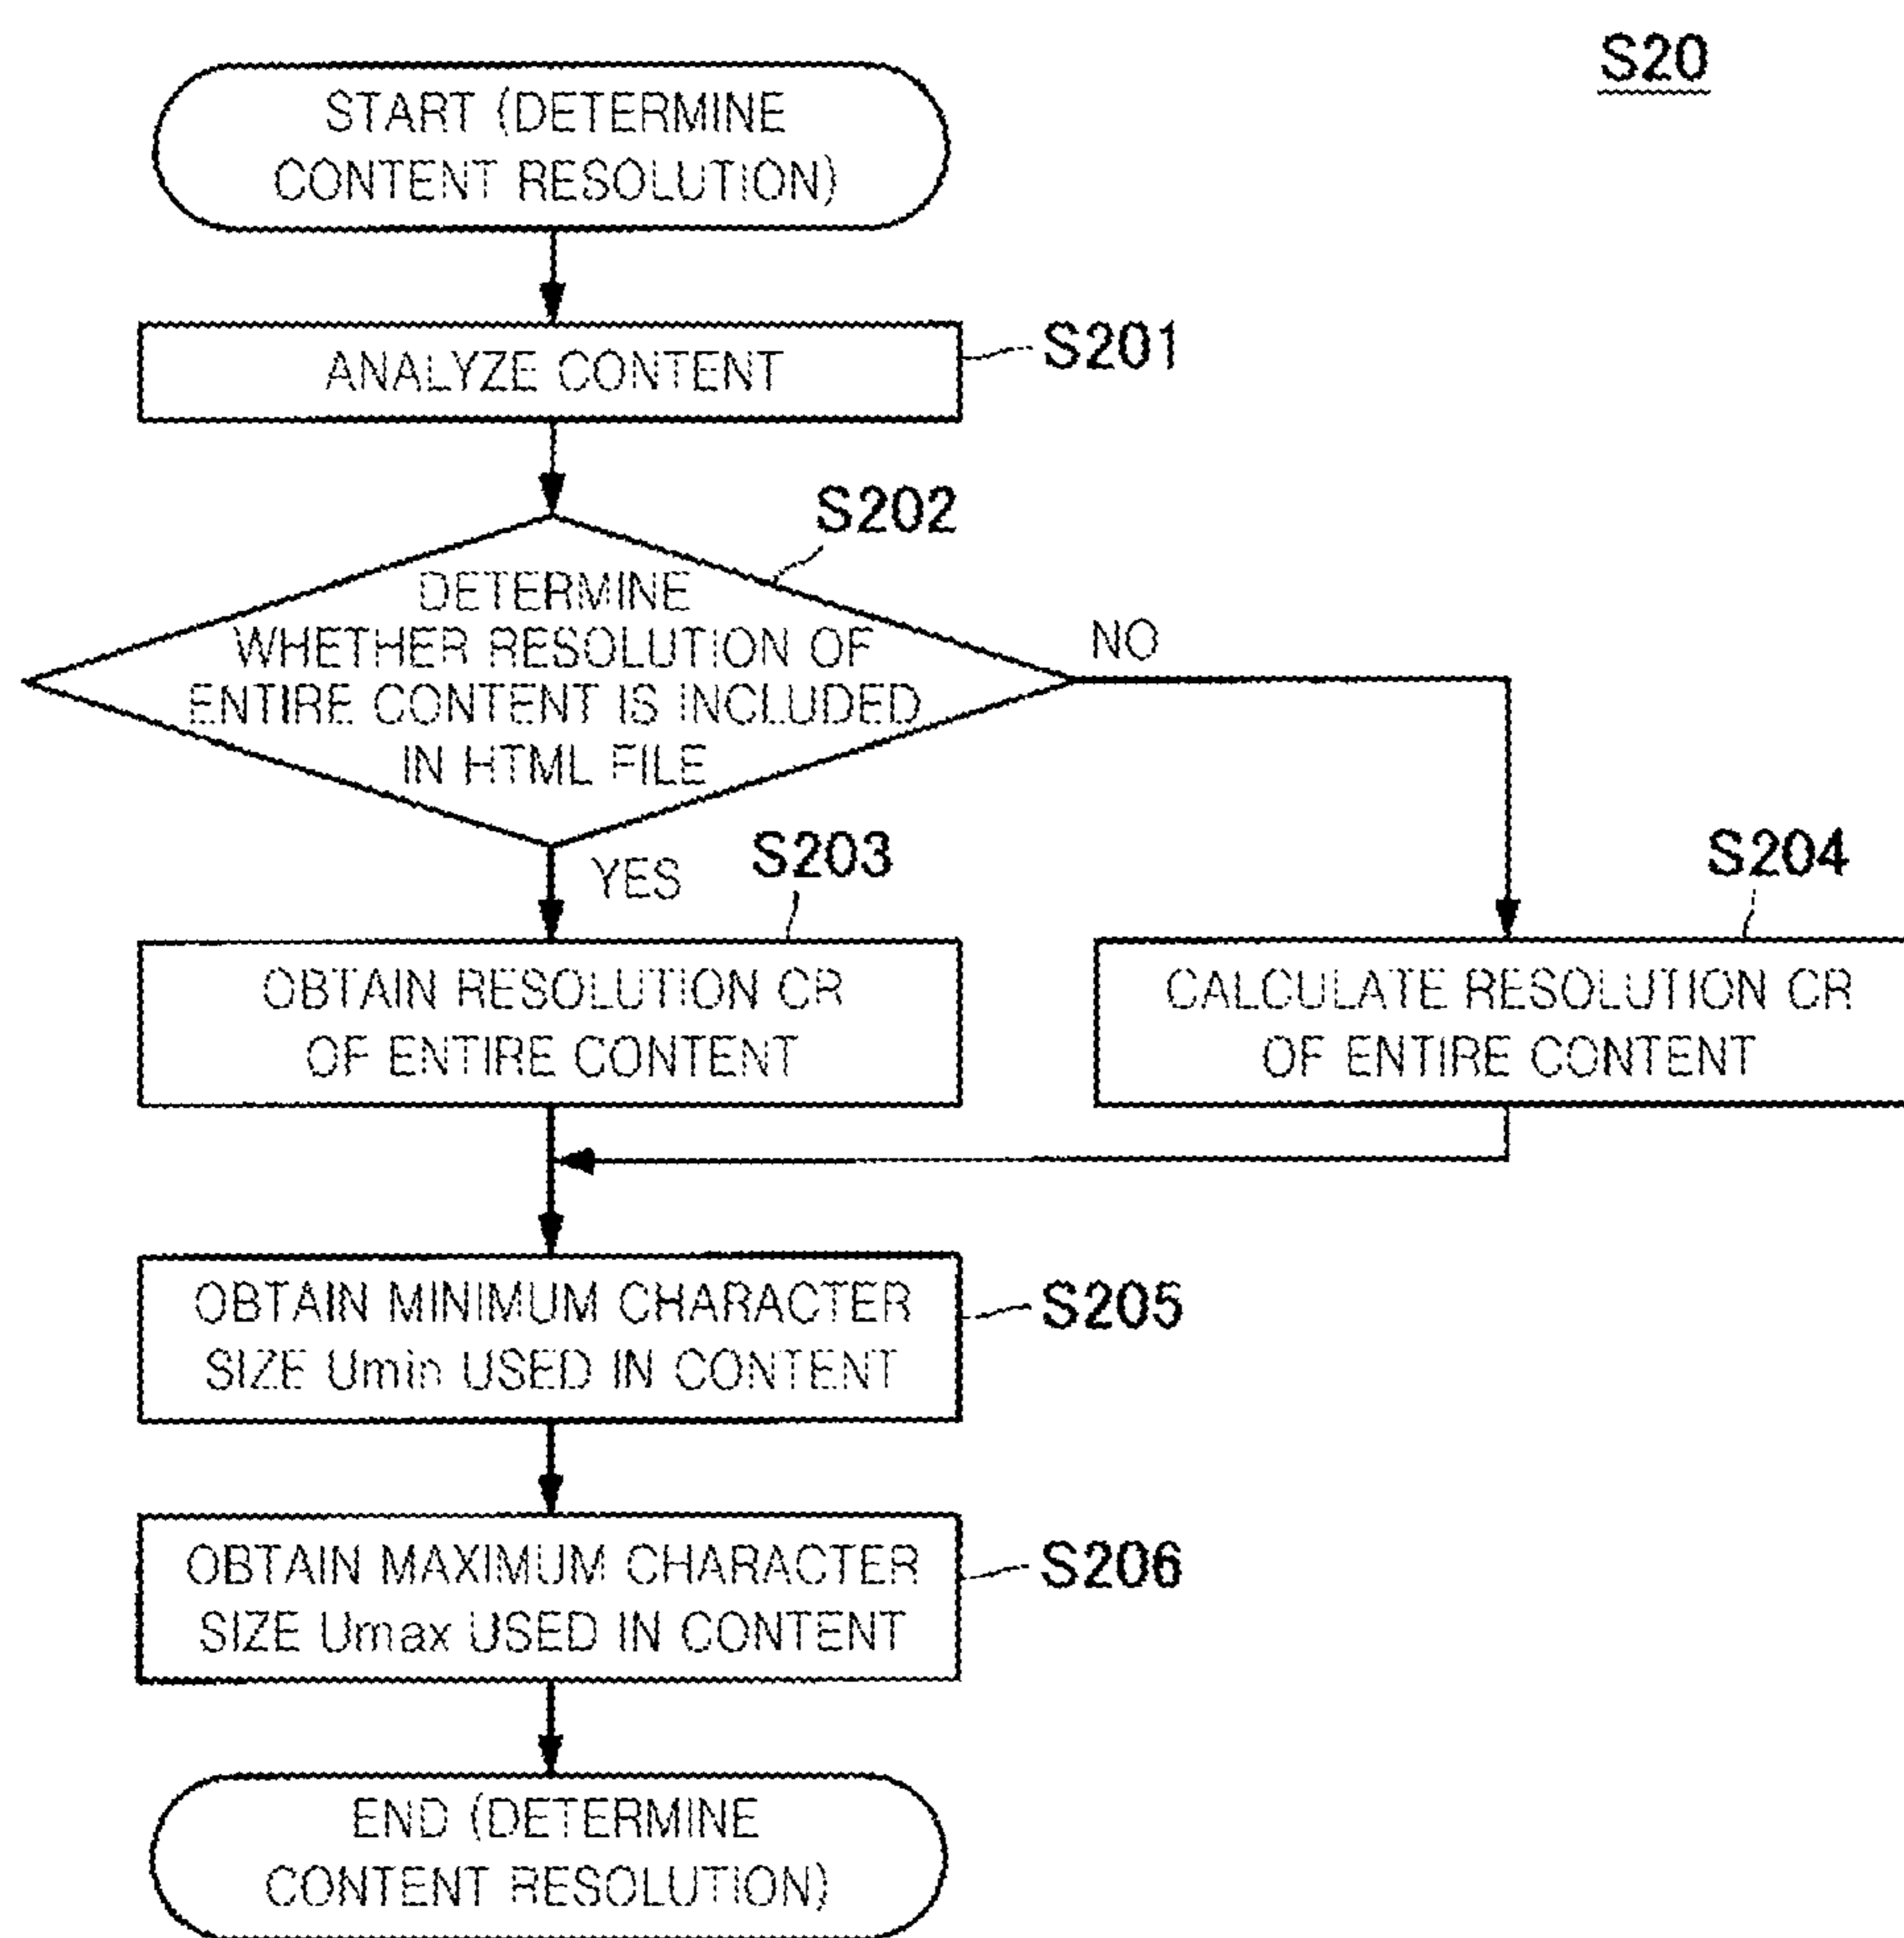 S20
START (DETERMINE
CONTENT RESOLUTION)
ANALYZE CONTENT
S201
S202
DETERMINE
WHETHER RESOLUTION OF
ENTIRE CONTENT IS INCLUDED
IN HTML FILE
NO
YES
S203
OBTAIN RESOLUTION CR
OF ENTIRE CONTENT
S204
CALCULATE RESOLUTION CR
OF ENTIRE CONTENT
OBTAIN MINIMUM CHARACTER
SIZE Umin USED IN CONTENT
S205
OBTAIN MAXIMUM CHARACTER
SIZE Umax USED IN CONTENT
S206
END (DETERMINE
CONTENT RESOLUTION)